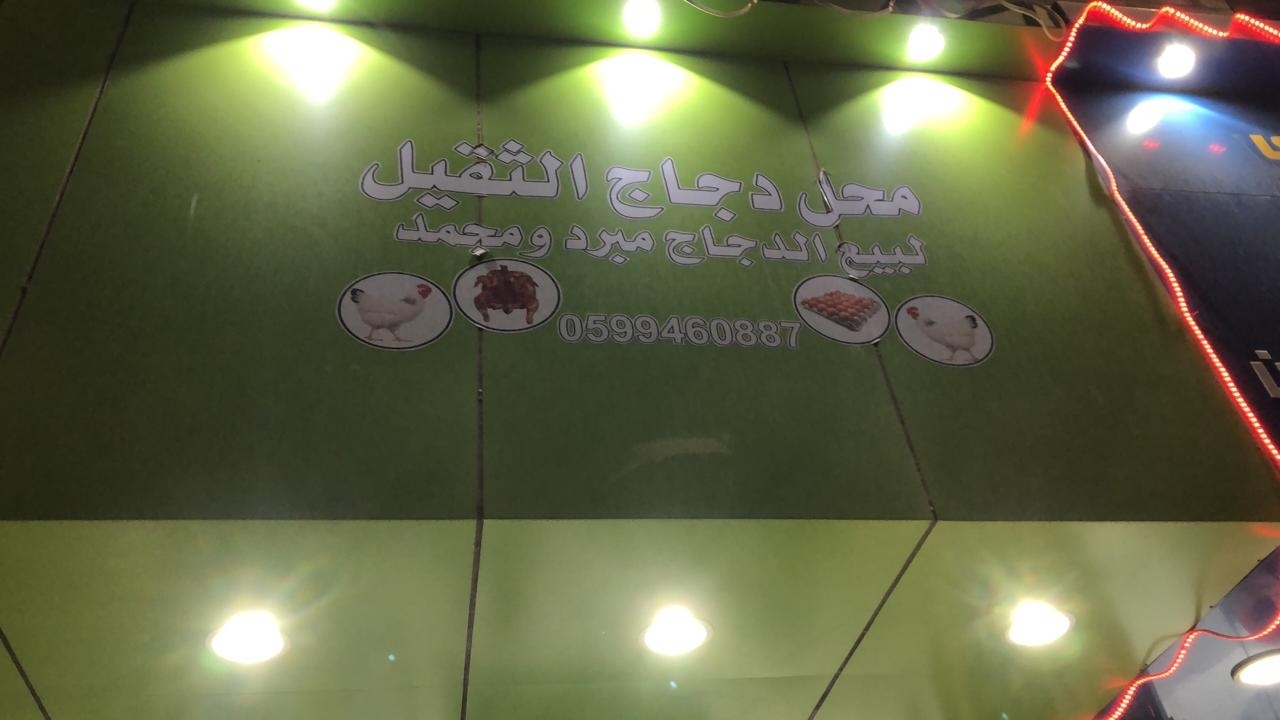 محل دجاج الثقيل
لبيع الدجاج مبرد ومجمد
0599460887